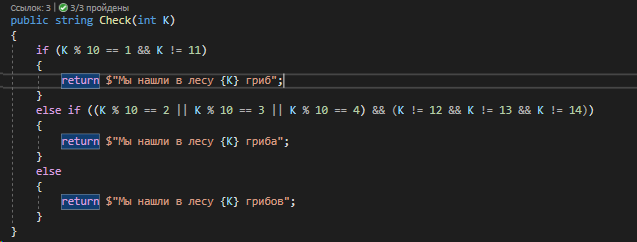 Ссылок: 3 | 3/3 пройдены
public string Check(int K)
{
if (K % 10 == 1 && K != 11)
{
return $"Мы нашли в лесу {K} гриб";
}
else if ((K % 10 == 2 || K % 10 == 3 || K % 10 == 4) && (K != 12 && K != 13 && K != 14))
{
return $"Мы нашли в лесу {K} гриба";
}
else
{
return $"Мы нашли в лесу {K} грибов";
}
}